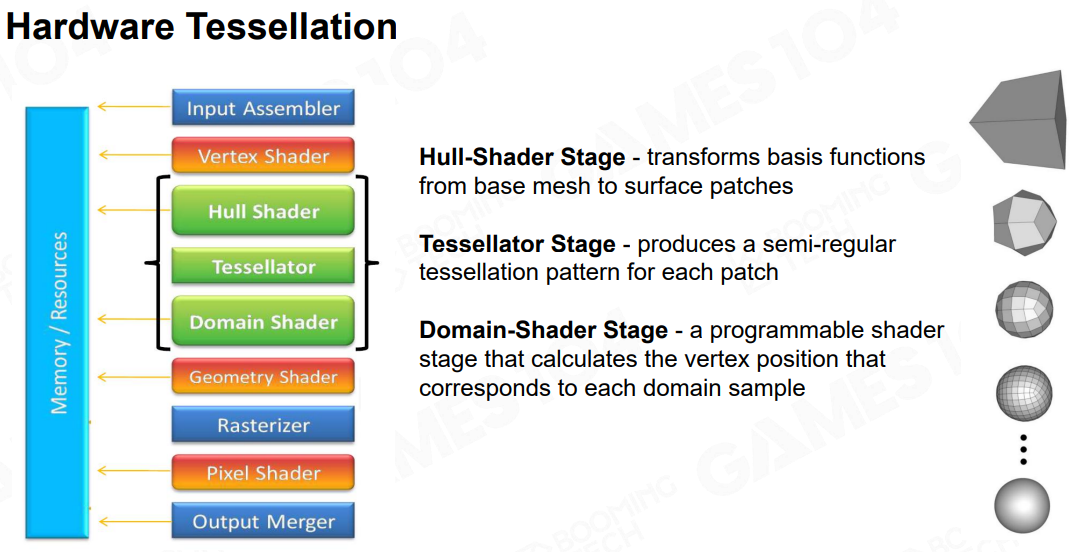 Hardware Tessellation
Memory / Resources
Input Assembler
Vertex Shader
Hull Shader
Tessellator
Domain Shader
Geometry Shader
Rasterizer
Pixel Shader
Output Merger
Hull-Shader Stage - transforms basis functions
from base mesh to surface patches
Tessellator Stage - produces a semi-regular
tessellation pattern for each patch
Domain-Shader Stage - a programmable shader
stage that calculates the vertex position that
corresponds to each domain sample
GAMES 104